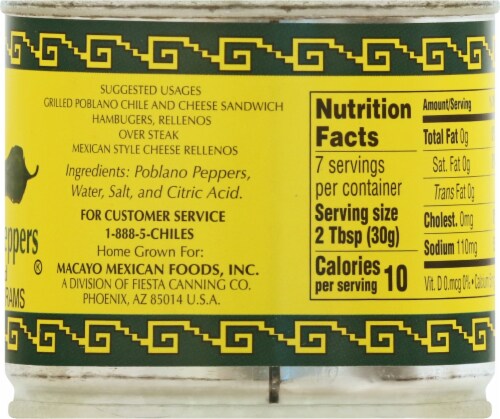 SUGGESTED USAGES
GRILLED POBLANO CHILE AND CHEESE SANDWICH
HAMBUGERS, RELLENOS
OVER STEAK
MEXICAN STYLE CHEESE RELLENOS
Ingredients: Poblano Peppers,
Water, Salt, and Citric Acid.
FOR CUSTOMER SERVICE
1-888-5-CHILES
Home Grown For:
MACAYO MEXICAN FOODS, INC.
A DIVISION OF FIESTA CANNING CO.
PHOENIX, AZ 85014 U.S.A.
®
Nutrition
Facts
7 servings
per container
Serving size
2 Tbsp (30g)
Calories
per serving 10
Amount/Serving
Total Fat 0g
Sat. Fat 0g
Trans Fat 0g
Cholest. 0mg
Sodium 110mg
Vit. D 0.mcg 0% •